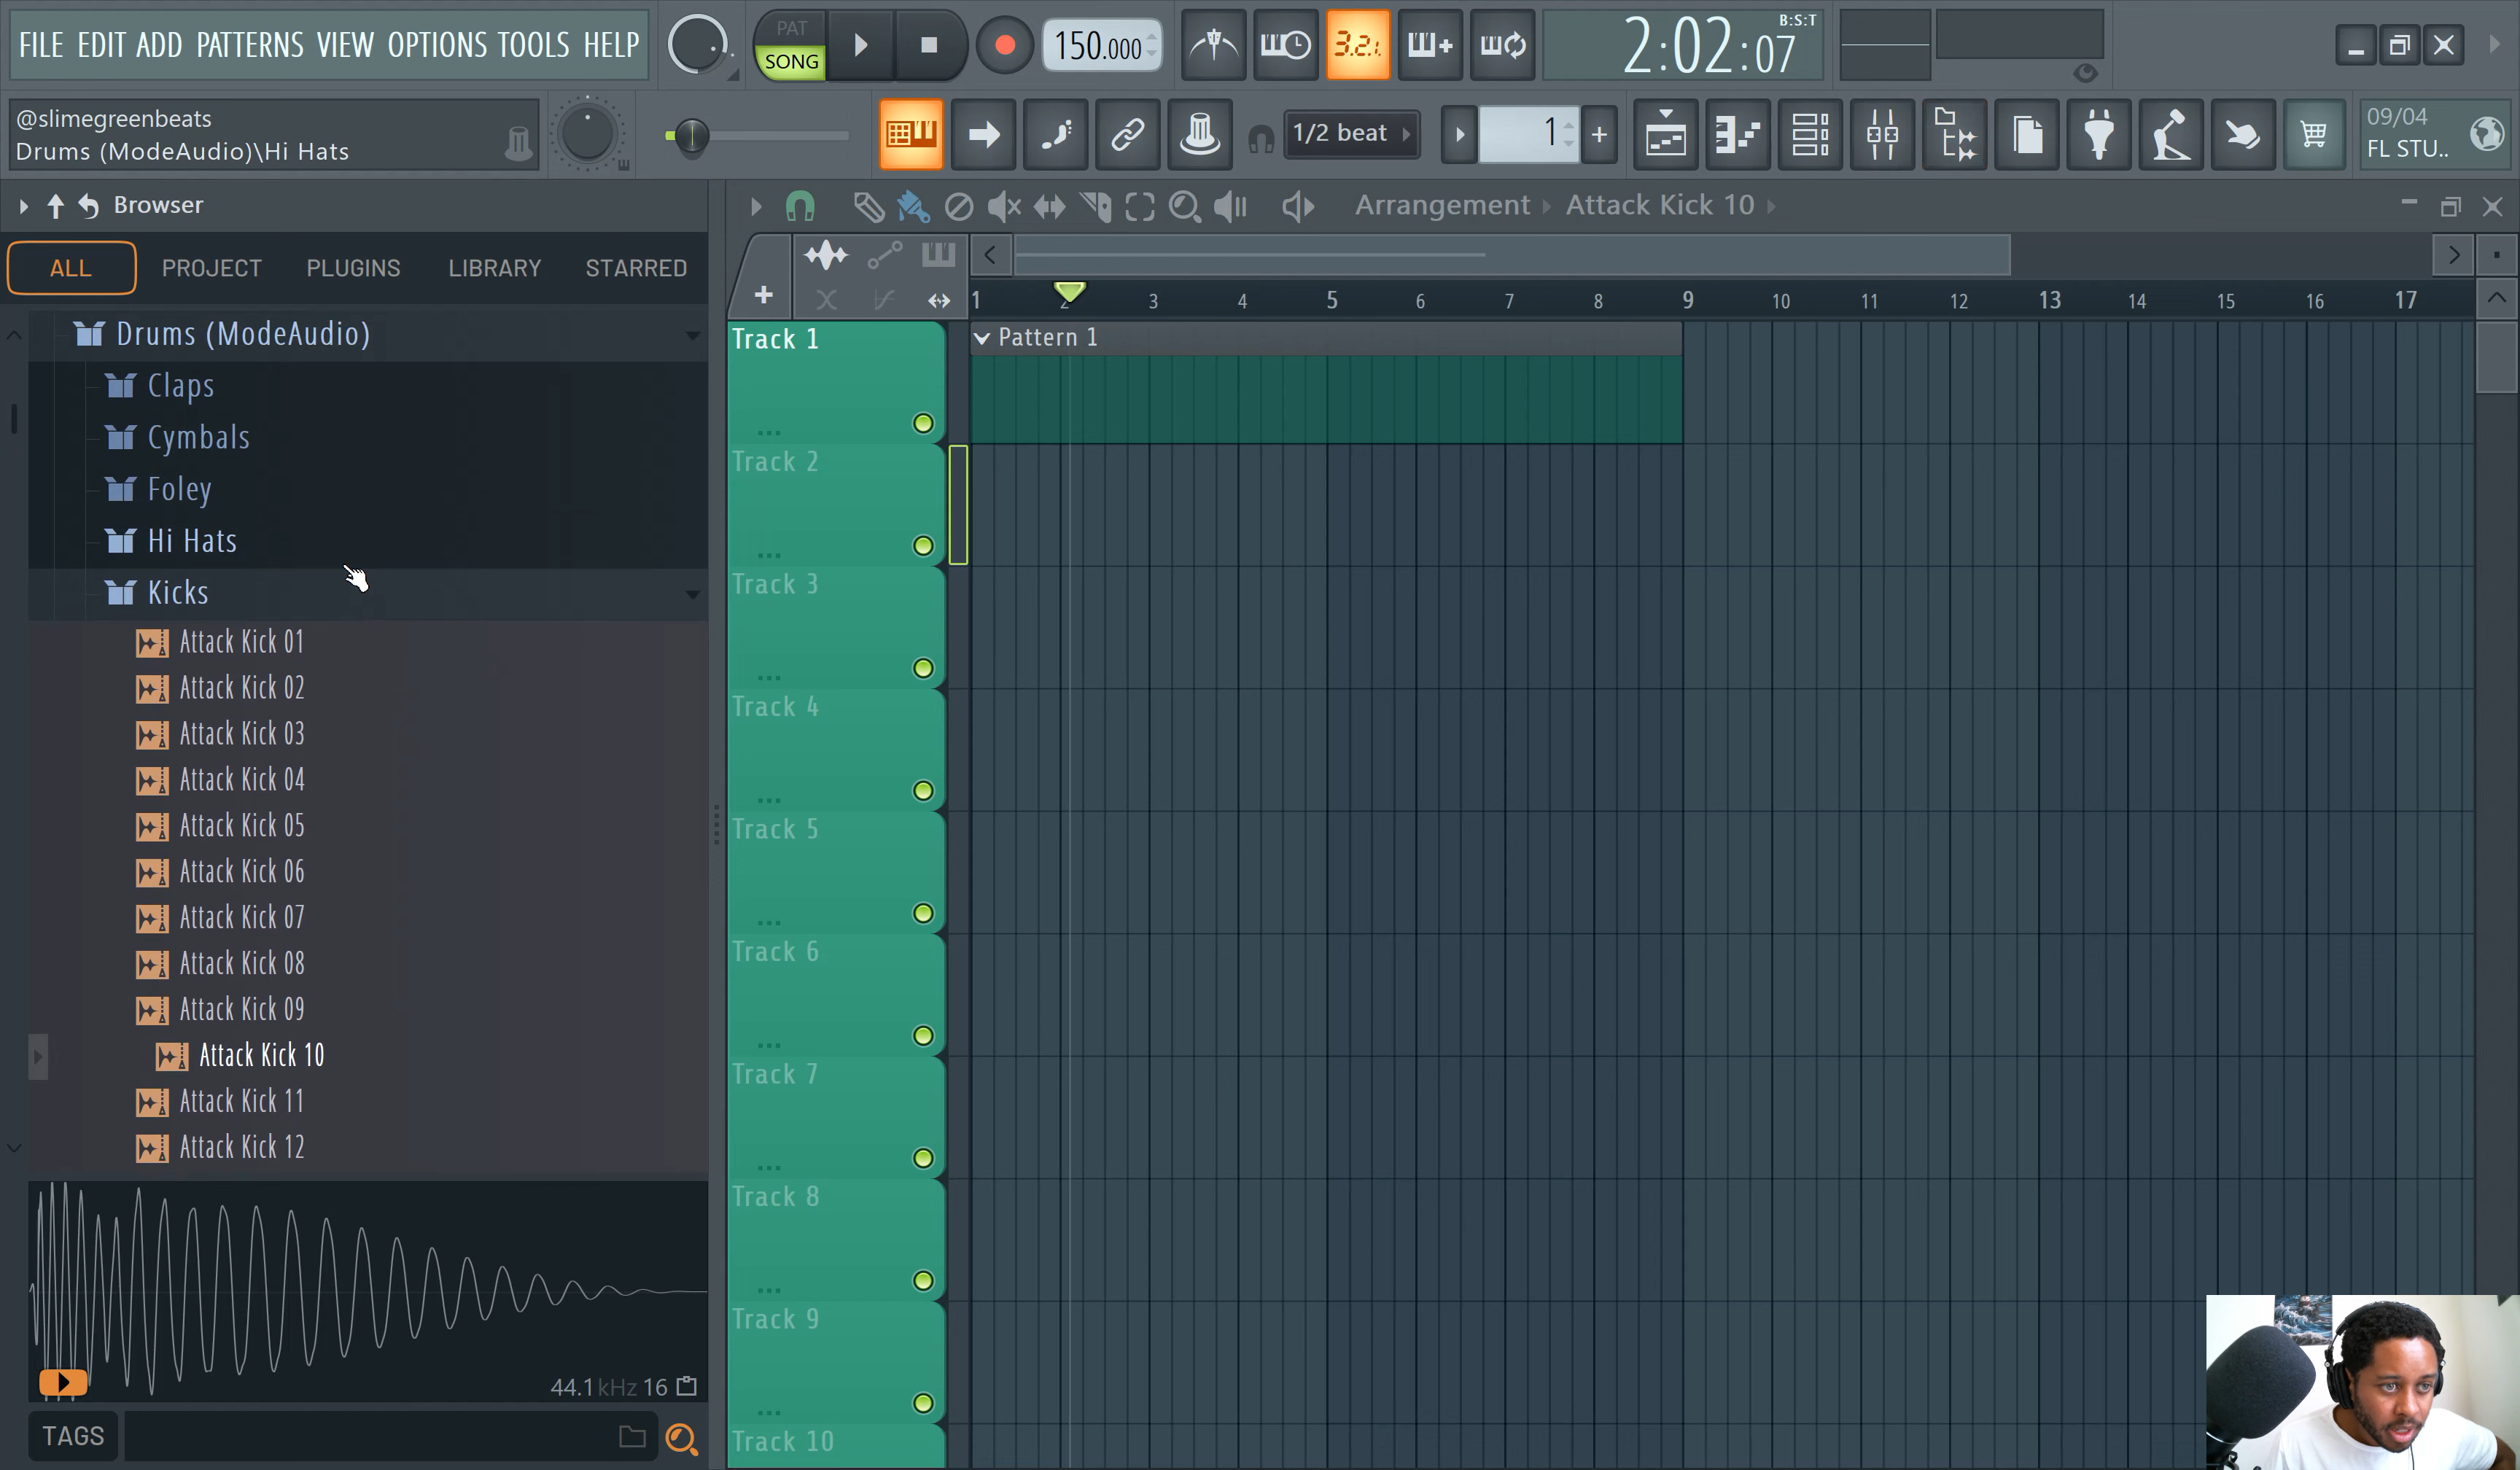 FILE EDIT ADD PATTERNS VIEW OPTIONS TOOLS HELP
PAT
SONG
150.000
3.2.1
B:S:T
2:02:07
@slimegreenbeats
Drums (ModeAudio)\Hi Hats
1/2 beat
1
09/04
FL STU..
Browser
Arrangement
Attack Kick 10
ALL
PROJECT
PLUGINS
LIBRARY
STARRED
1 2 3 4 5 6 7 8 9 10 11 12 13 14 15 16 17
Drums (ModeAudio)
Claps
Cymbals
Foley
Hi Hats
Kicks
Attack Kick 01
Attack Kick 02
Attack Kick 03
Attack Kick 04
Attack Kick 05
Attack Kick 06
Attack Kick 07
Attack Kick 08
Attack Kick 09
Attack Kick 10
Attack Kick 11
Attack Kick 12
44.1kHz 16
TAGS
Track 1
Pattern 1
Track 2
Track 3
Track 4
Track 5
Track 6
Track 7
Track 8
Track 9
Track 10